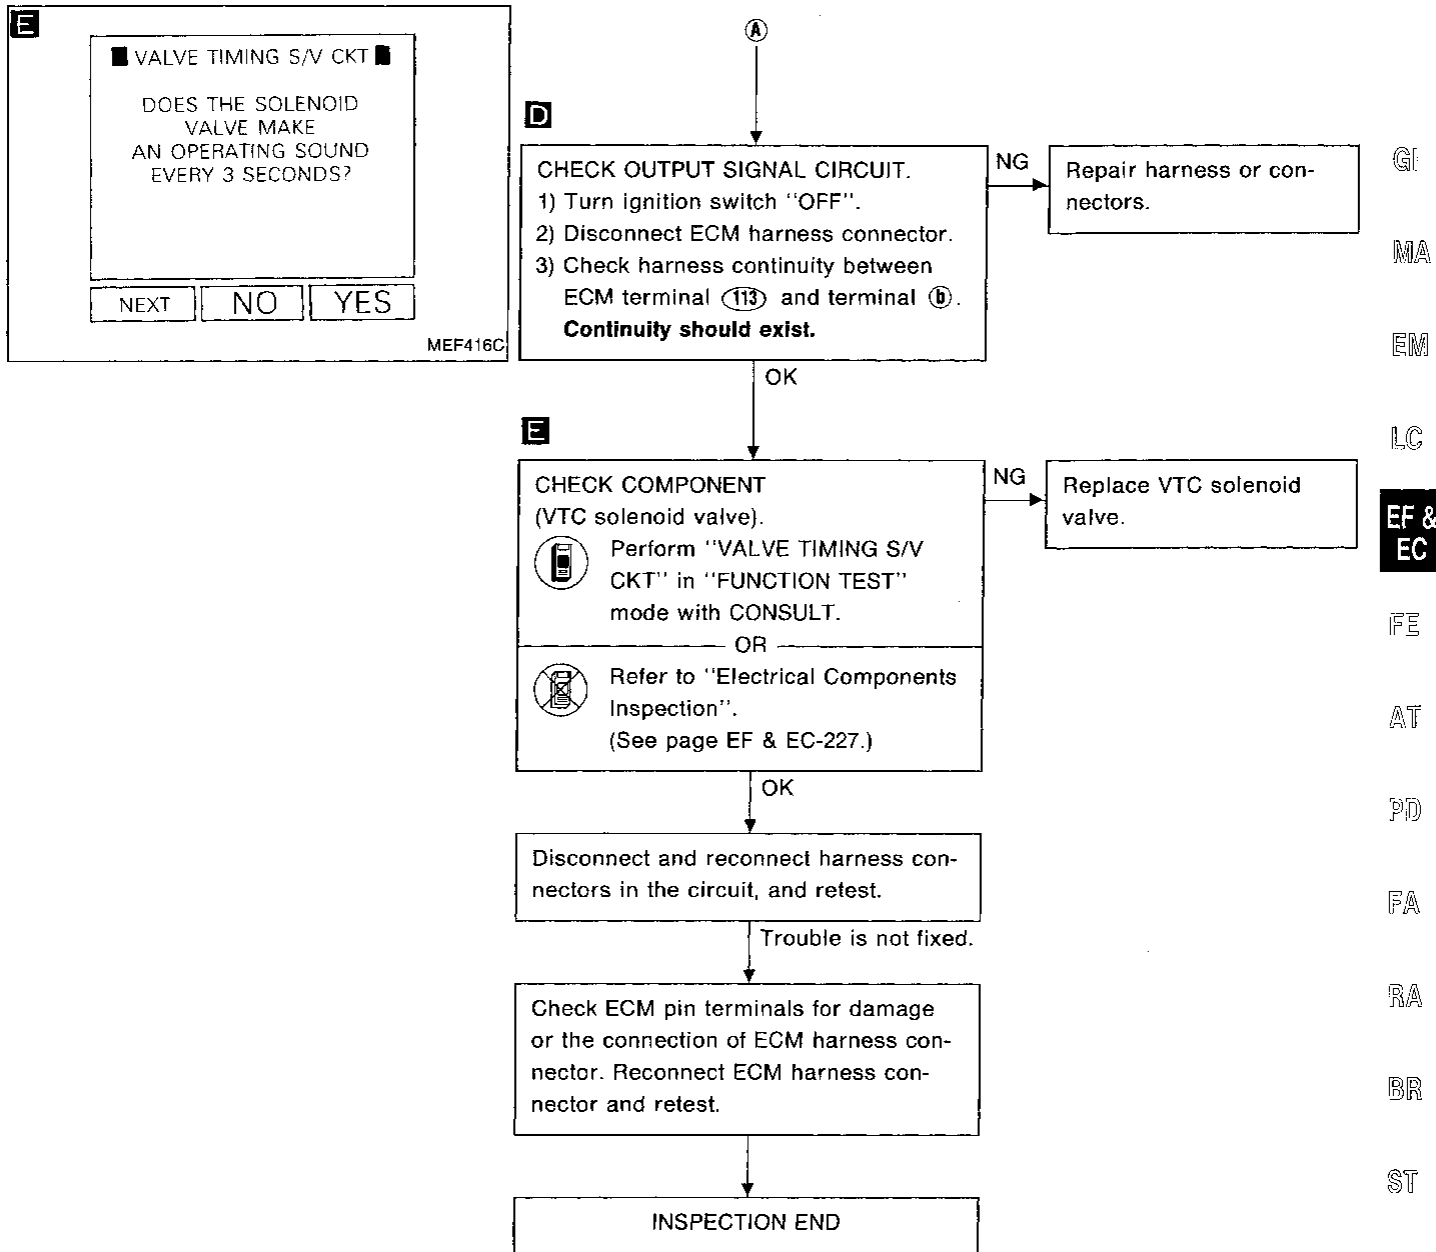 E
VALVE TIMING S/V CKT
DOES THE SOLENOID
VALVE MAKE
AN OPERATING SOUND
EVERY 3 SECONDS?
NEXT
NO
YES
MEF416C
A
D
CHECK OUTPUT SIGNAL CIRCUIT.
1) Turn ignition switch "OFF".
2) Disconnect ECM harness connector.
3) Check harness continuity between
ECM terminal (113) and terminal ⓑ.
Continuity should exist.
NG
Repair harness or con-
nectors.
OK
E
CHECK COMPONENT
(VTC solenoid valve).
Perform "VALVE TIMING S/V
CKT" in "FUNCTION TEST"
mode with CONSULT.
OR
Refer to "Electrical Components
Inspection".
(See page EF & EC-227.)
NG
Replace VTC solenoid
valve.
OK
Disconnect and reconnect harness con-
nectors in the circuit, and retest.
Trouble is not fixed.
Check ECM pin terminals for damage
or the connection of ECM harness con-
nector. Reconnect ECM harness con-
nector and retest.
INSPECTION END
GI
MA
EM
LC
EF &
EC
FE
AT
PD
FA
RA
BR
ST